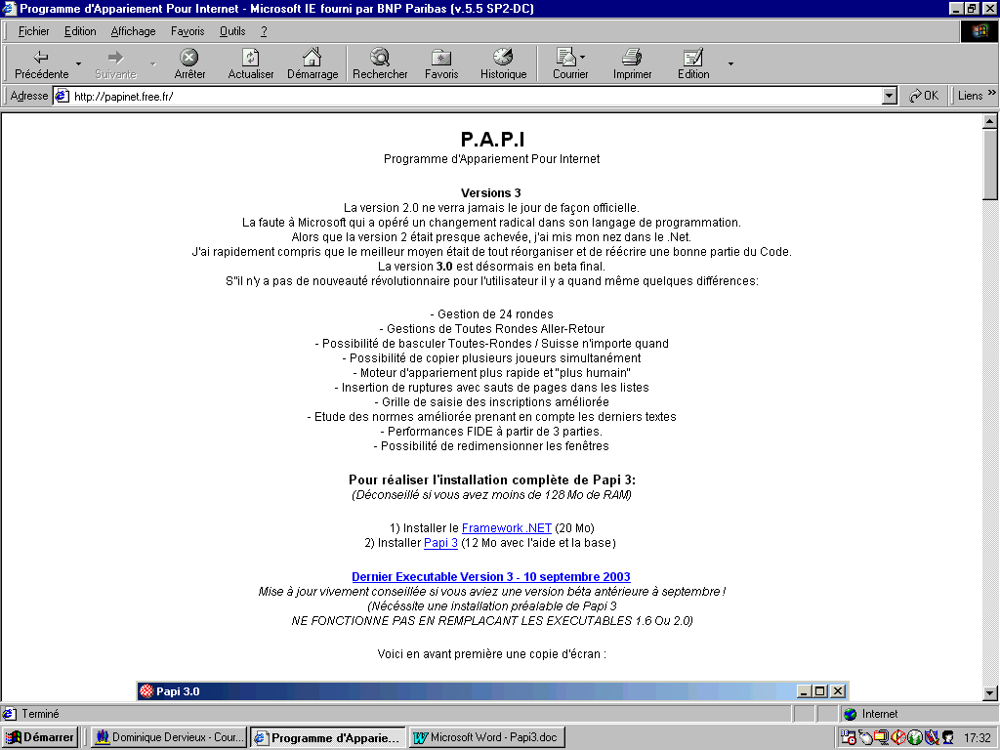 Programme d'Appariement Pour Internet - Microsoft IE fourni par BNP Paribas (v.5.5 SP2-DC)
Fichier Edition Affichage Favoris Outils ?
Précédente Suivante Arrêter Actualiser Démarrage Rechercher Favoris Historique Courrier Imprimer Edition
Adresse http://papinet.free.fr/ OK Liens »
P.A.P.I
Programme d'Appariement Pour Internet
Versions 3
La version 2.0 ne verra jamais le jour de façon officielle.
La faute à Microsoft qui a opéré un changement radical dans son langage de programmation.
Alors que la version 2 était presque achevée, j'ai mis mon nez dans le .Net.
J'ai rapidement compris que le meilleur moyen était de tout réorganiser et de réécrire une bonne partie du Code.
La version 3.0 est désormais en beta final.
S"il n'y a pas de nouveauté révolutionnaire pour l'utilisateur il y a quand même quelques différences:
- Gestion de 24 rondes
- Gestions de Toutes Rondes Aller-Retour
- Possibilité de basculer Toutes-Rondes / Suisse n'importe quand
- Possibilité de copier plusieurs joueurs simultanément
- Moteur d'appariement plus rapide et "plus humain"
- Insertion de ruptures avec sauts de pages dans les listes
- Grille de saisie des inscriptions améliorée
- Etude des normes améliorée prenant en compte les derniers textes
- Performances FIDE à partir de 3 parties.
- Possibilité de redimensionner les fenêtres
Pour réaliser l'installation complète de Papi 3:
(Déconseillé si vous avez moins de 128 Mo de RAM)
1) Installer le Framework .NET (20 Mo)
2) Installer Papi 3 (12 Mo avec l'aide et la base)
Dernier Executable Version 3 - 10 septembre 2003
Mise à jour vivement conseillée si vous aviez une version béta antérieure à septembre !
(Nécéssite une installation préalable de Papi 3
NE FONCTIONNE PAS EN REMPLACANT LES EXECUTABLES 1.6 Ou 2.0)
Voici en avant première une copie d'écran :
Papi 3.0
Terminé Internet
Démarrer Dominique Dervieux - Cour... Programme d'Apparie... Microsoft Word - Papi3.doc 17:32